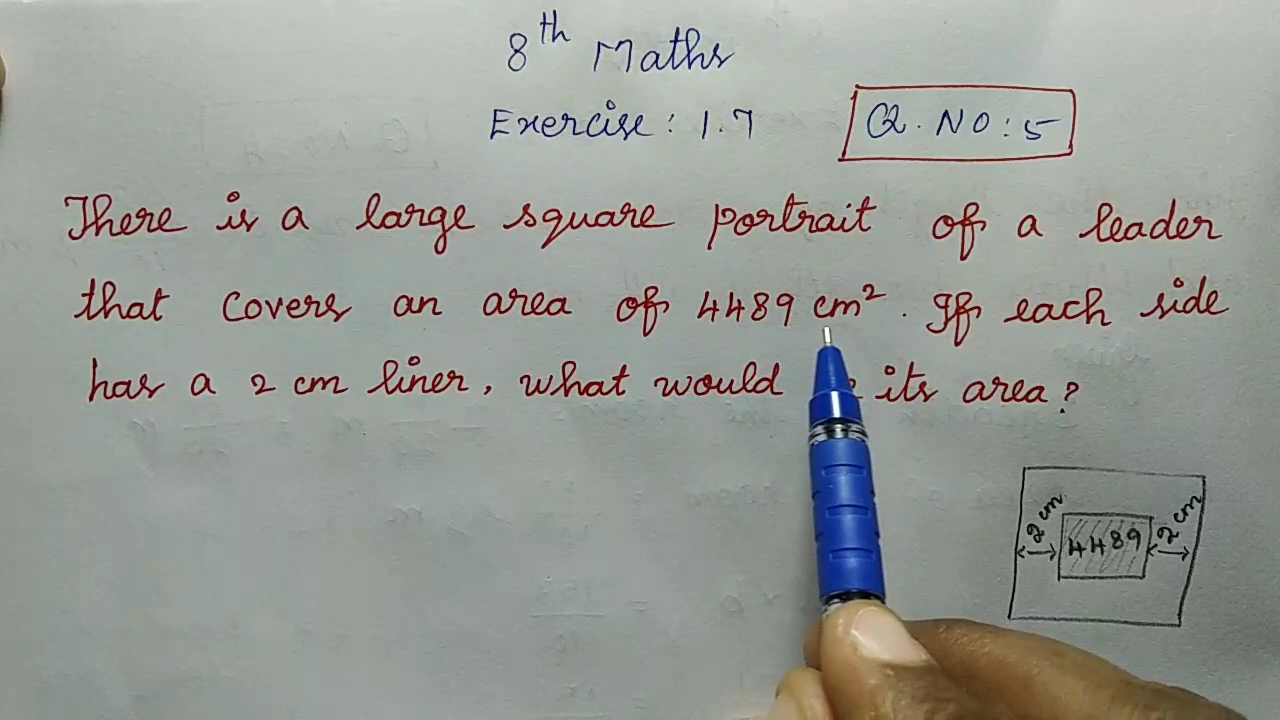 8th Maths
Exercise: 1.7
Q. NO: 5
There is a large square portrait of a leader
that covers an area of 4489 cm². If each side
has a 2 cm liner, what would its area?
2 cm
4489
2 cm